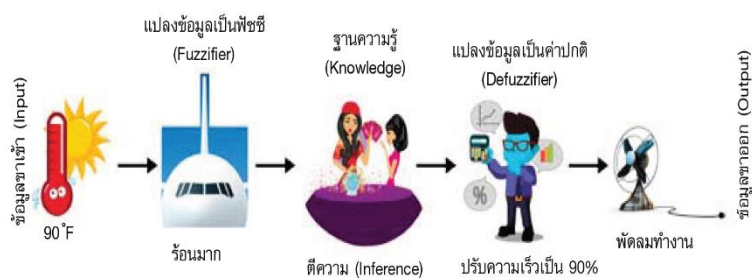 ข้อมูลขาเข้า (Input)
90 ̊F
แปลงข้อมูลเป็นฟัซซี
(Fuzzifier)
ร้อนมาก
ฐานความรู้
(Knowledge)
ตีความ (Inference)
แปลงข้อมูลเป็นค่าปกติ
(Defuzzifier)
%
ปรับความเร็วเป็น 90%
พัดลมทำงาน
ข้อมูลขาออก (Output)